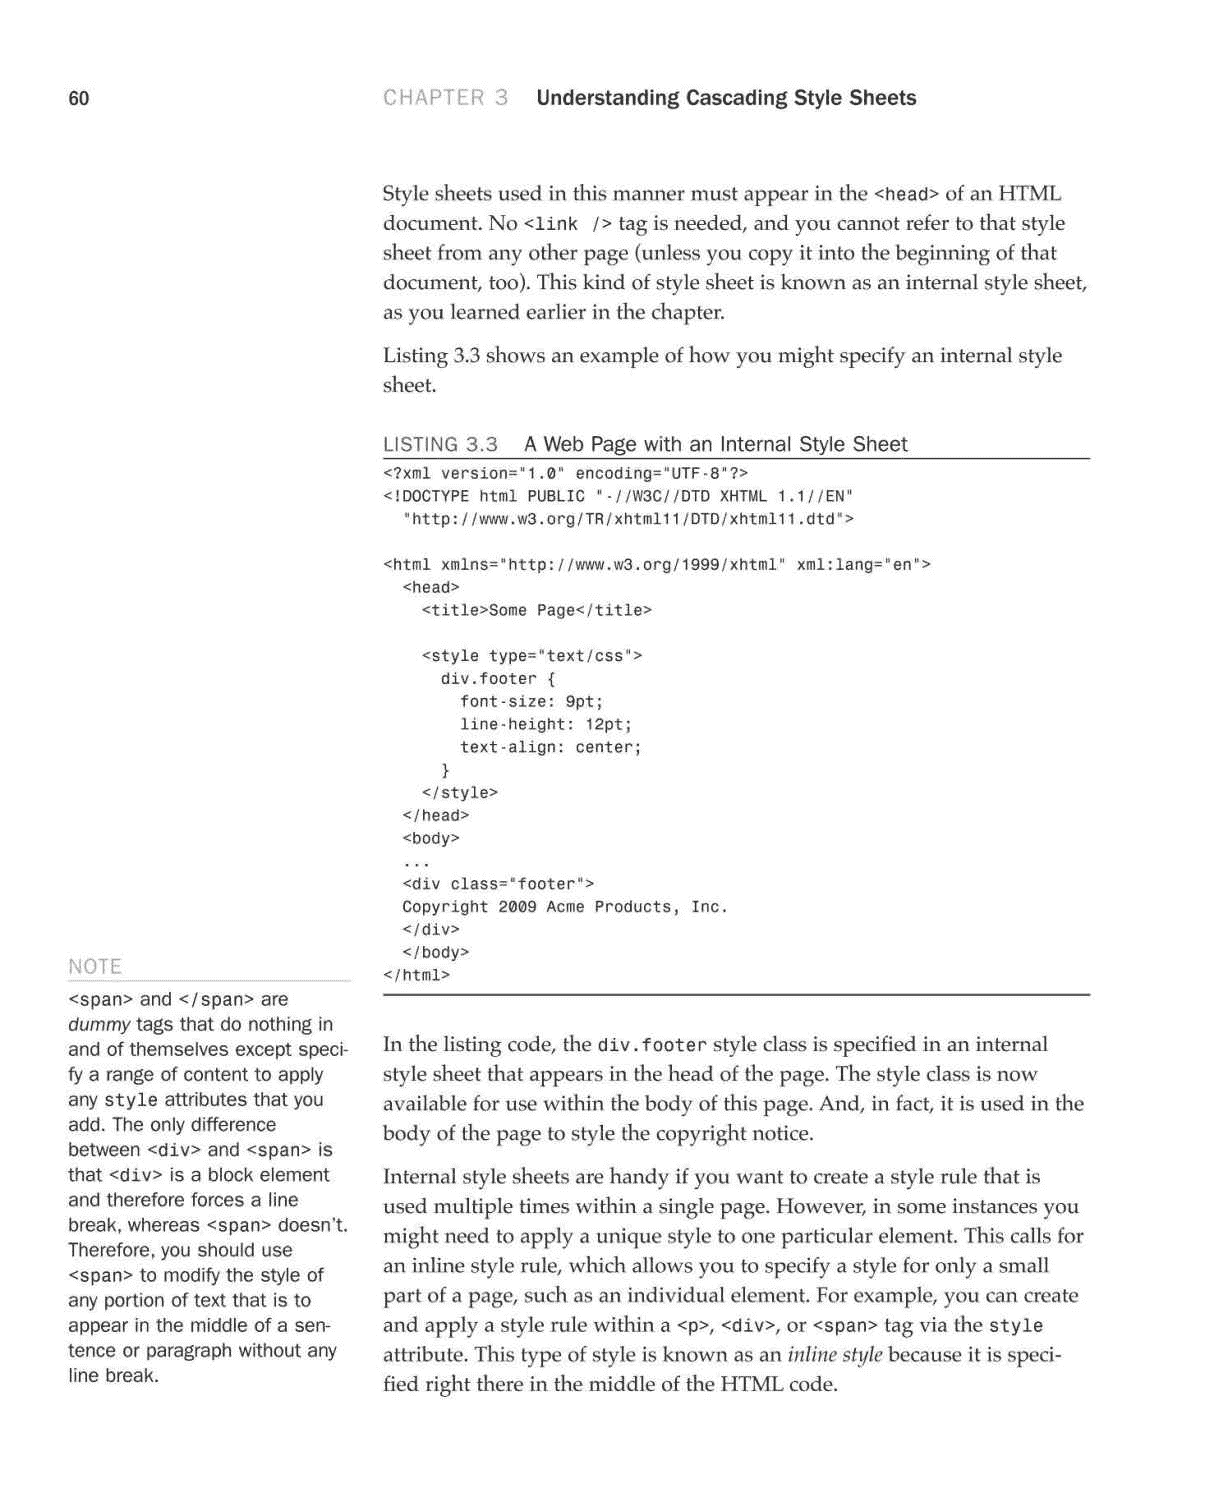 60
CHAPTER 3 Understanding Cascading Style Sheets
Style sheets used in this manner must appear in the <head> of an HTML
document. No <link /> tag is needed, and you cannot refer to that style
sheet from any other page (unless you copy it into the beginning of that
document, too). This kind of style sheet is known as an internal style sheet,
as you learned earlier in the chapter.
Listing 3.3 shows an example of how you might specify an internal style
sheet.
LISTING 3.3 A Web Page with an Internal Style Sheet
<?xml version="1.0" encoding="UTF-8"?>
<!DOCTYPE html PUBLIC "-//W3C//DTD XHTML 1.1//EN"
  "http://www.w3.org/TR/xhtml11/DTD/xhtml11.dtd">
<html xmlns="http://www.w3.org/1999/xhtml" xml:lang="en">
  <head>
    <title>Some Page</title>
    <style type="text/css">
      div.footer {
        font-size: 9pt;
        line-height: 12pt;
        text-align: center;
      }
    </style>
  </head>
  <body>
  ...
  <div class="footer">
  Copyright 2009 Acme Products, Inc.
  </div>
  </body>
</html>
NOTE
<span> and </span> are
dummy tags that do nothing in
and of themselves except speci-
fy a range of content to apply
any style attributes that you
add. The only difference
between <div> and <span> is
that <div> is a block element
and therefore forces a line
break, whereas <span> doesn't.
Therefore, you should use
<span> to modify the style of
any portion of text that is to
appear in the middle of a sen-
tence or paragraph without any
line break.
In the listing code, the div.footer style class is specified in an internal
style sheet that appears in the head of the page. The style class is now
available for use within the body of this page. And, in fact, it is used in the
body of the page to style the copyright notice.
Internal style sheets are handy if you want to create a style rule that is
used multiple times within a single page. However, in some instances you
might need to apply a unique style to one particular element. This calls for
an inline style rule, which allows you to specify a style for only a small
part of a page, such as an individual element. For example, you can create
and apply a style rule within a <p>, <div>, or <span> tag via the style
attribute. This type of style is known as an inline style because it is speci-
fied right there in the middle of the HTML code.